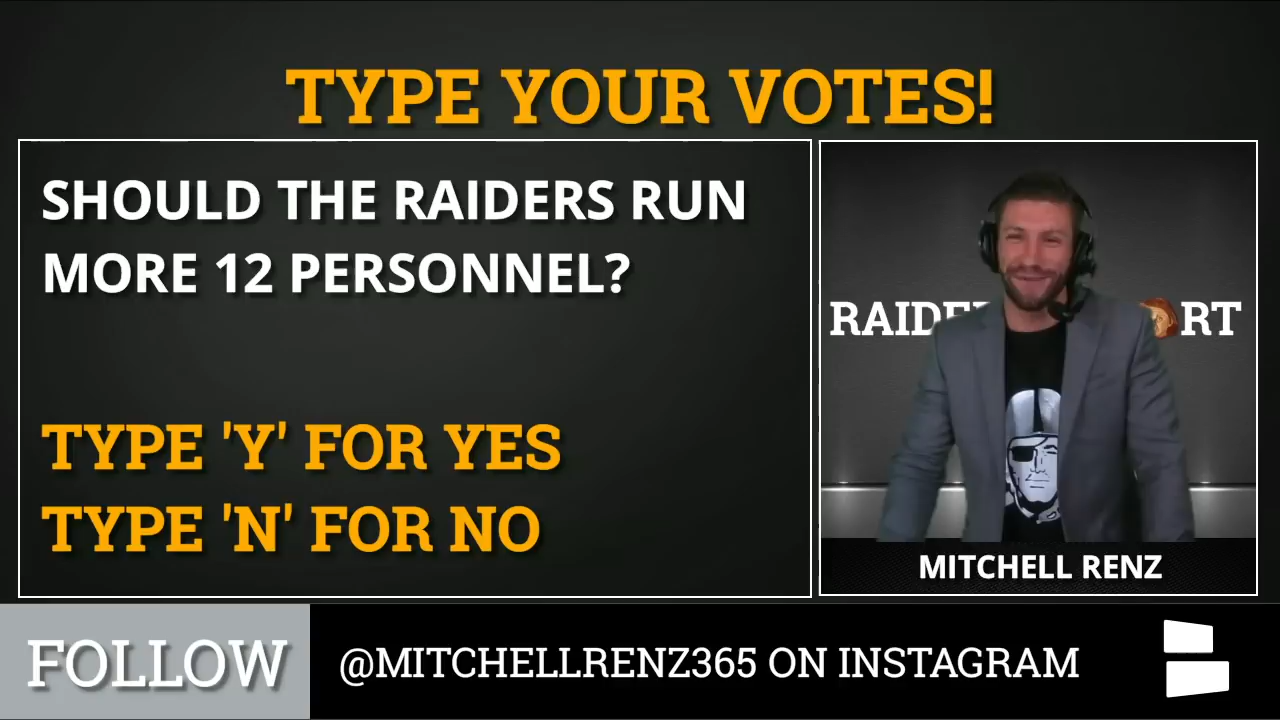 TYPE YOUR VOTES!
SHOULD THE RAIDERS RUN
MORE 12 PERSONNEL?
TYPE 'Y' FOR YES
TYPE 'N' FOR NO
RT
MITCHELL RENZ
FOLLOW
@MITCHELLRENZ365 ON INSTAGRAM